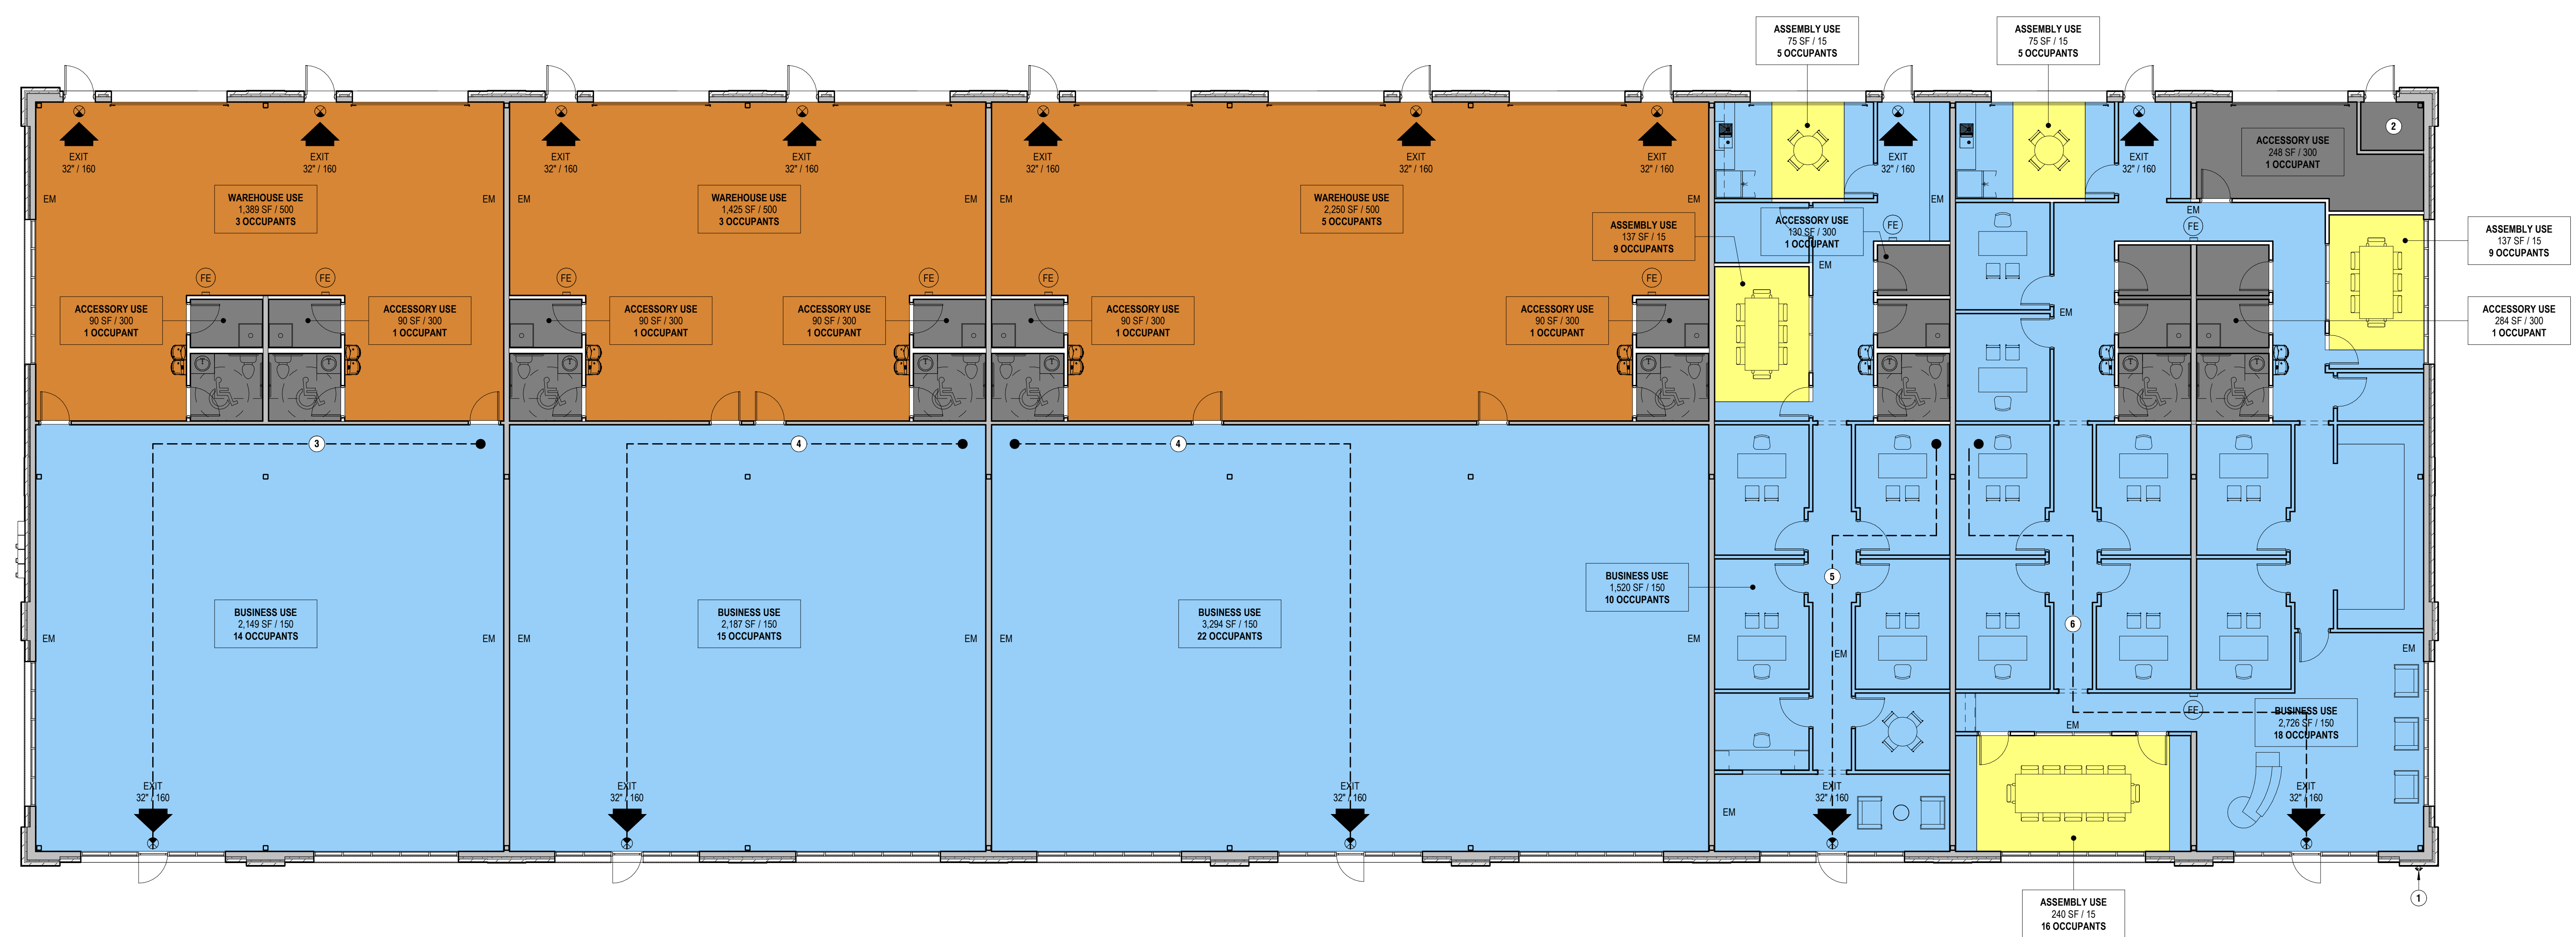 ASSEMBLY USE
75 SF / 15
5 OCCUPANTS
ASSEMBLY USE
75 SF / 15
5 OCCUPANTS
EXIT
32" / 160
EXIT
32" / 160
EXIT
32" / 160
EXIT
32" / 160
EXIT
32" / 160
EXIT
32" / 160
EXIT
32" / 160
EXIT
32" / 160
EXIT
32" / 160
2
ACCESSORY USE
248 SF / 300
1 OCCUPANT
EM
EM
EM
EM
EM
EM
EM
EM
WAREHOUSE USE
1,389 SF / 500
3 OCCUPANTS
WAREHOUSE USE
1,425 SF / 500
3 OCCUPANTS
WAREHOUSE USE
2,250 SF / 500
5 OCCUPANTS
ASSEMBLY USE
137 SF / 15
9 OCCUPANTS
ACCESSORY USE
130 SF / 300
1 OCCUPANT
FE
FE
ASSEMBLY USE
137 SF / 15
9 OCCUPANTS
EM
FE
FE
FE
FE
FE
FE
EM
ACCESSORY USE
90 SF / 300
1 OCCUPANT
ACCESSORY USE
90 SF / 300
1 OCCUPANT
ACCESSORY USE
90 SF / 300
1 OCCUPANT
ACCESSORY USE
90 SF / 300
1 OCCUPANT
ACCESSORY USE
90 SF / 300
1 OCCUPANT
ACCESSORY USE
90 SF / 300
1 OCCUPANT
ACCESSORY USE
284 SF / 300
1 OCCUPANT
3
4
4
5
6
BUSINESS USE
2,149 SF / 150
14 OCCUPANTS
BUSINESS USE
2,187 SF / 150
15 OCCUPANTS
BUSINESS USE
3,294 SF / 150
22 OCCUPANTS
BUSINESS USE
1,520 SF / 150
10 OCCUPANTS
EM
EM
EM
EM
EM
EM
EM
EM
FE
EM
BUSINESS USE
2,726 SF / 150
18 OCCUPANTS
EXIT
32" / 160
EXIT
32" / 160
EXIT
32" / 160
EXIT
32" / 160
EXIT
32" / 160
EM
1
ASSEMBLY USE
240 SF / 15
16 OCCUPANTS